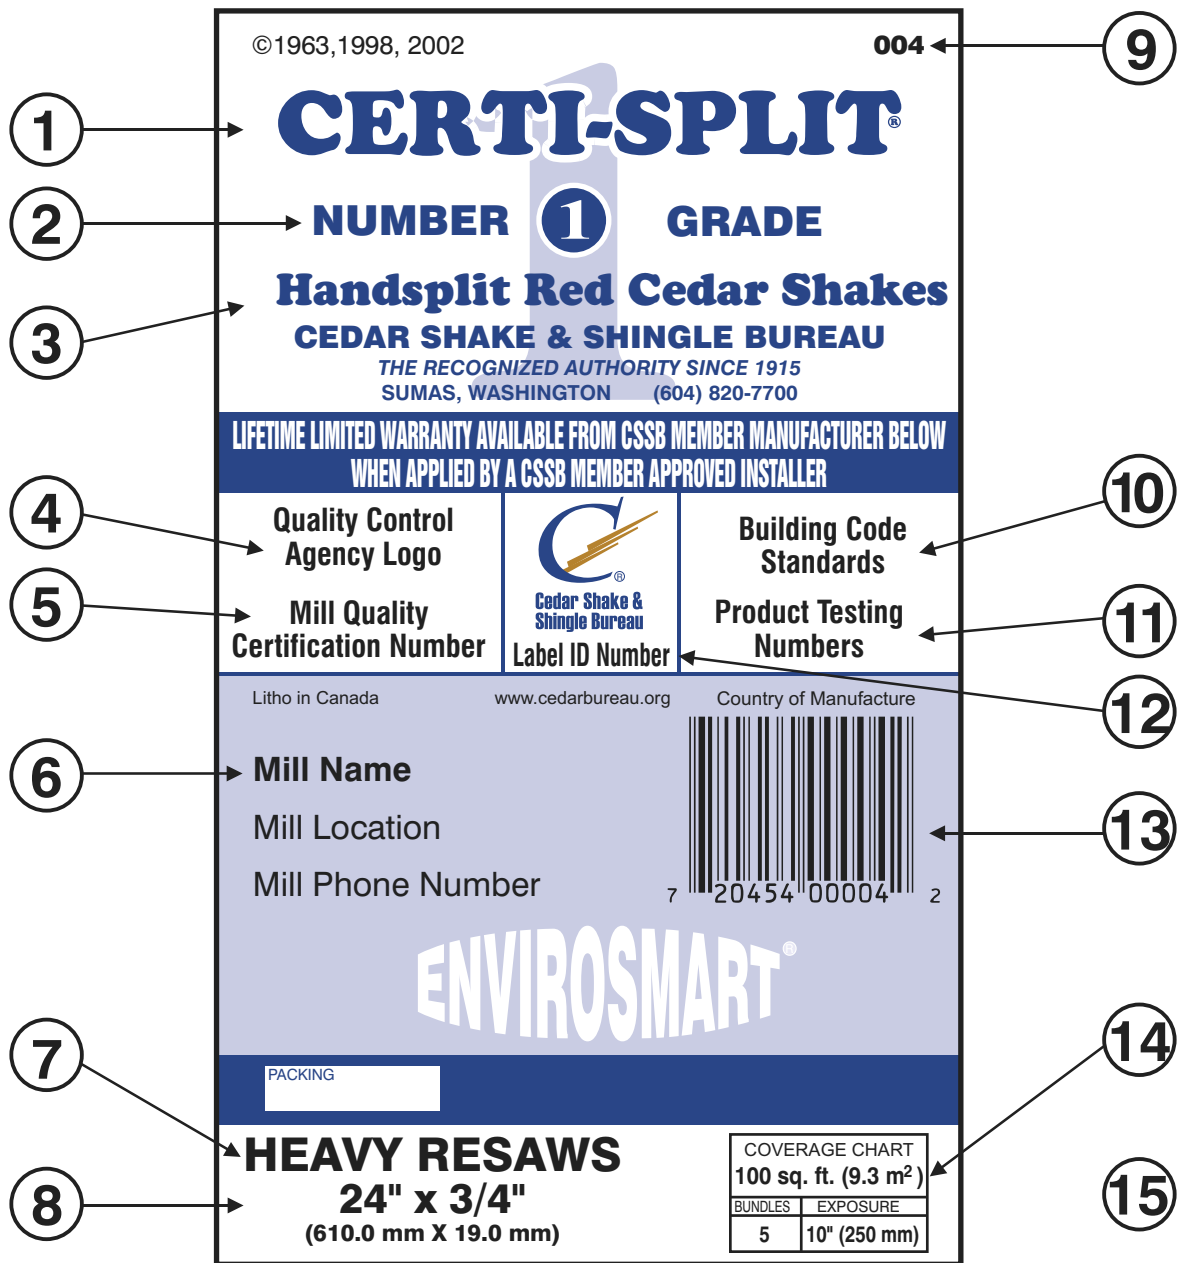 ©1963,1998, 2002
004
9
1
CERTI-SPLIT®
2
NUMBER 1 GRADE
3
Handsplit Red Cedar Shakes
CEDAR SHAKE & SHINGLE BUREAU
THE RECOGNIZED AUTHORITY SINCE 1915
SUMAS, WASHINGTON (604) 820-7700
LIFETIME LIMITED WARRANTY AVAILABLE FROM CSSB MEMBER MANUFACTURER BELOW
WHEN APPLIED BY A CSSB MEMBER APPROVED INSTALLER
4
Quality Control
Agency Logo
5
Mill Quality
Certification Number
C®
Cedar Shake &
Shingle Bureau
Label ID Number
10
Building Code
Standards
11
Product Testing
Numbers
12
Litho in Canada
www.cedarbureau.org
Country of Manufacture
6
Mill Name
Mill Location
Mill Phone Number
13
7 20454 00004 2
ENVIROSMART®
PACKING
7
HEAVY RESAWS
8
24" x 3/4"
(610.0 mm X 19.0 mm)
14
COVERAGE CHART
100 sq. ft. (9.3 m²)
BUNDLES EXPOSURE
5 10" (250 mm)
15